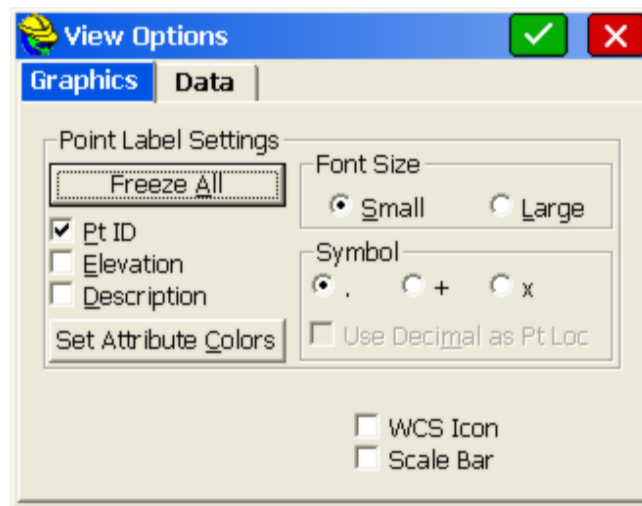 View Options
Graphics Data
Point Label Settings
Freeze All
Font Size
Small Large
Pt ID
Elevation
Description
Symbol
. + x
Set Attribute Colors
Use Decimal as Pt Loc
WCS Icon
Scale Bar